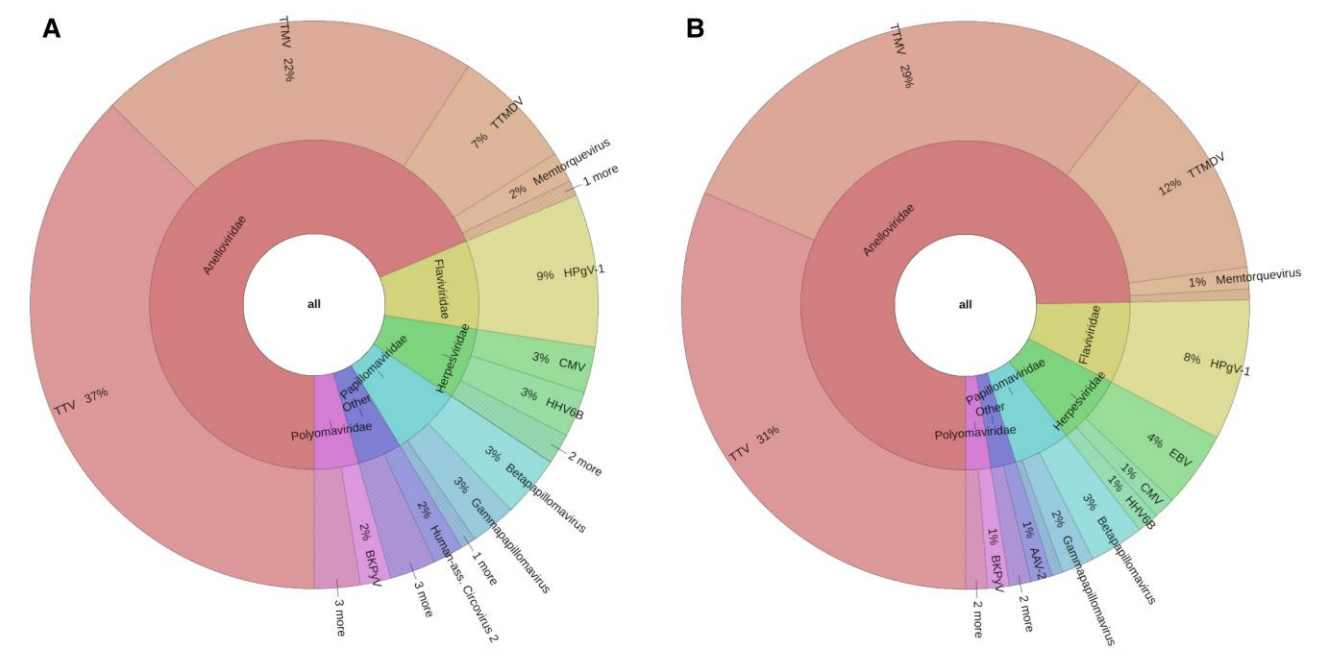 A
TTMV 22%
7% TTMDV
2% Memtorquevirus
1 more
Anelloviridae
Flaviviridae
9% HPgV-1
all
TTV 37%
Herpesviridae
3% CMV
3% HHV6B
2 more
Papillomaviridae
3% Betapapillomavirus
3% Gammapapillomavirus
1 more
Other
2% Human-ass. Circovirus 2
3 more
Polyomaviridae
2% BKPyV
3 more
B
TTMV 29%
12% TTMDV
1% Memtorquevirus
Anelloviridae
Flaviviridae
8% HPgV-1
all
TTV 31%
Herpesviridae
4% EBV
1% CMV
1% HHV6B
Papillomaviridae
3% Betapapillomavirus
2% Gammapapillomavirus
Other
1% AAV-2
2 more
Polyomaviridae
1% BKPyV
2 more